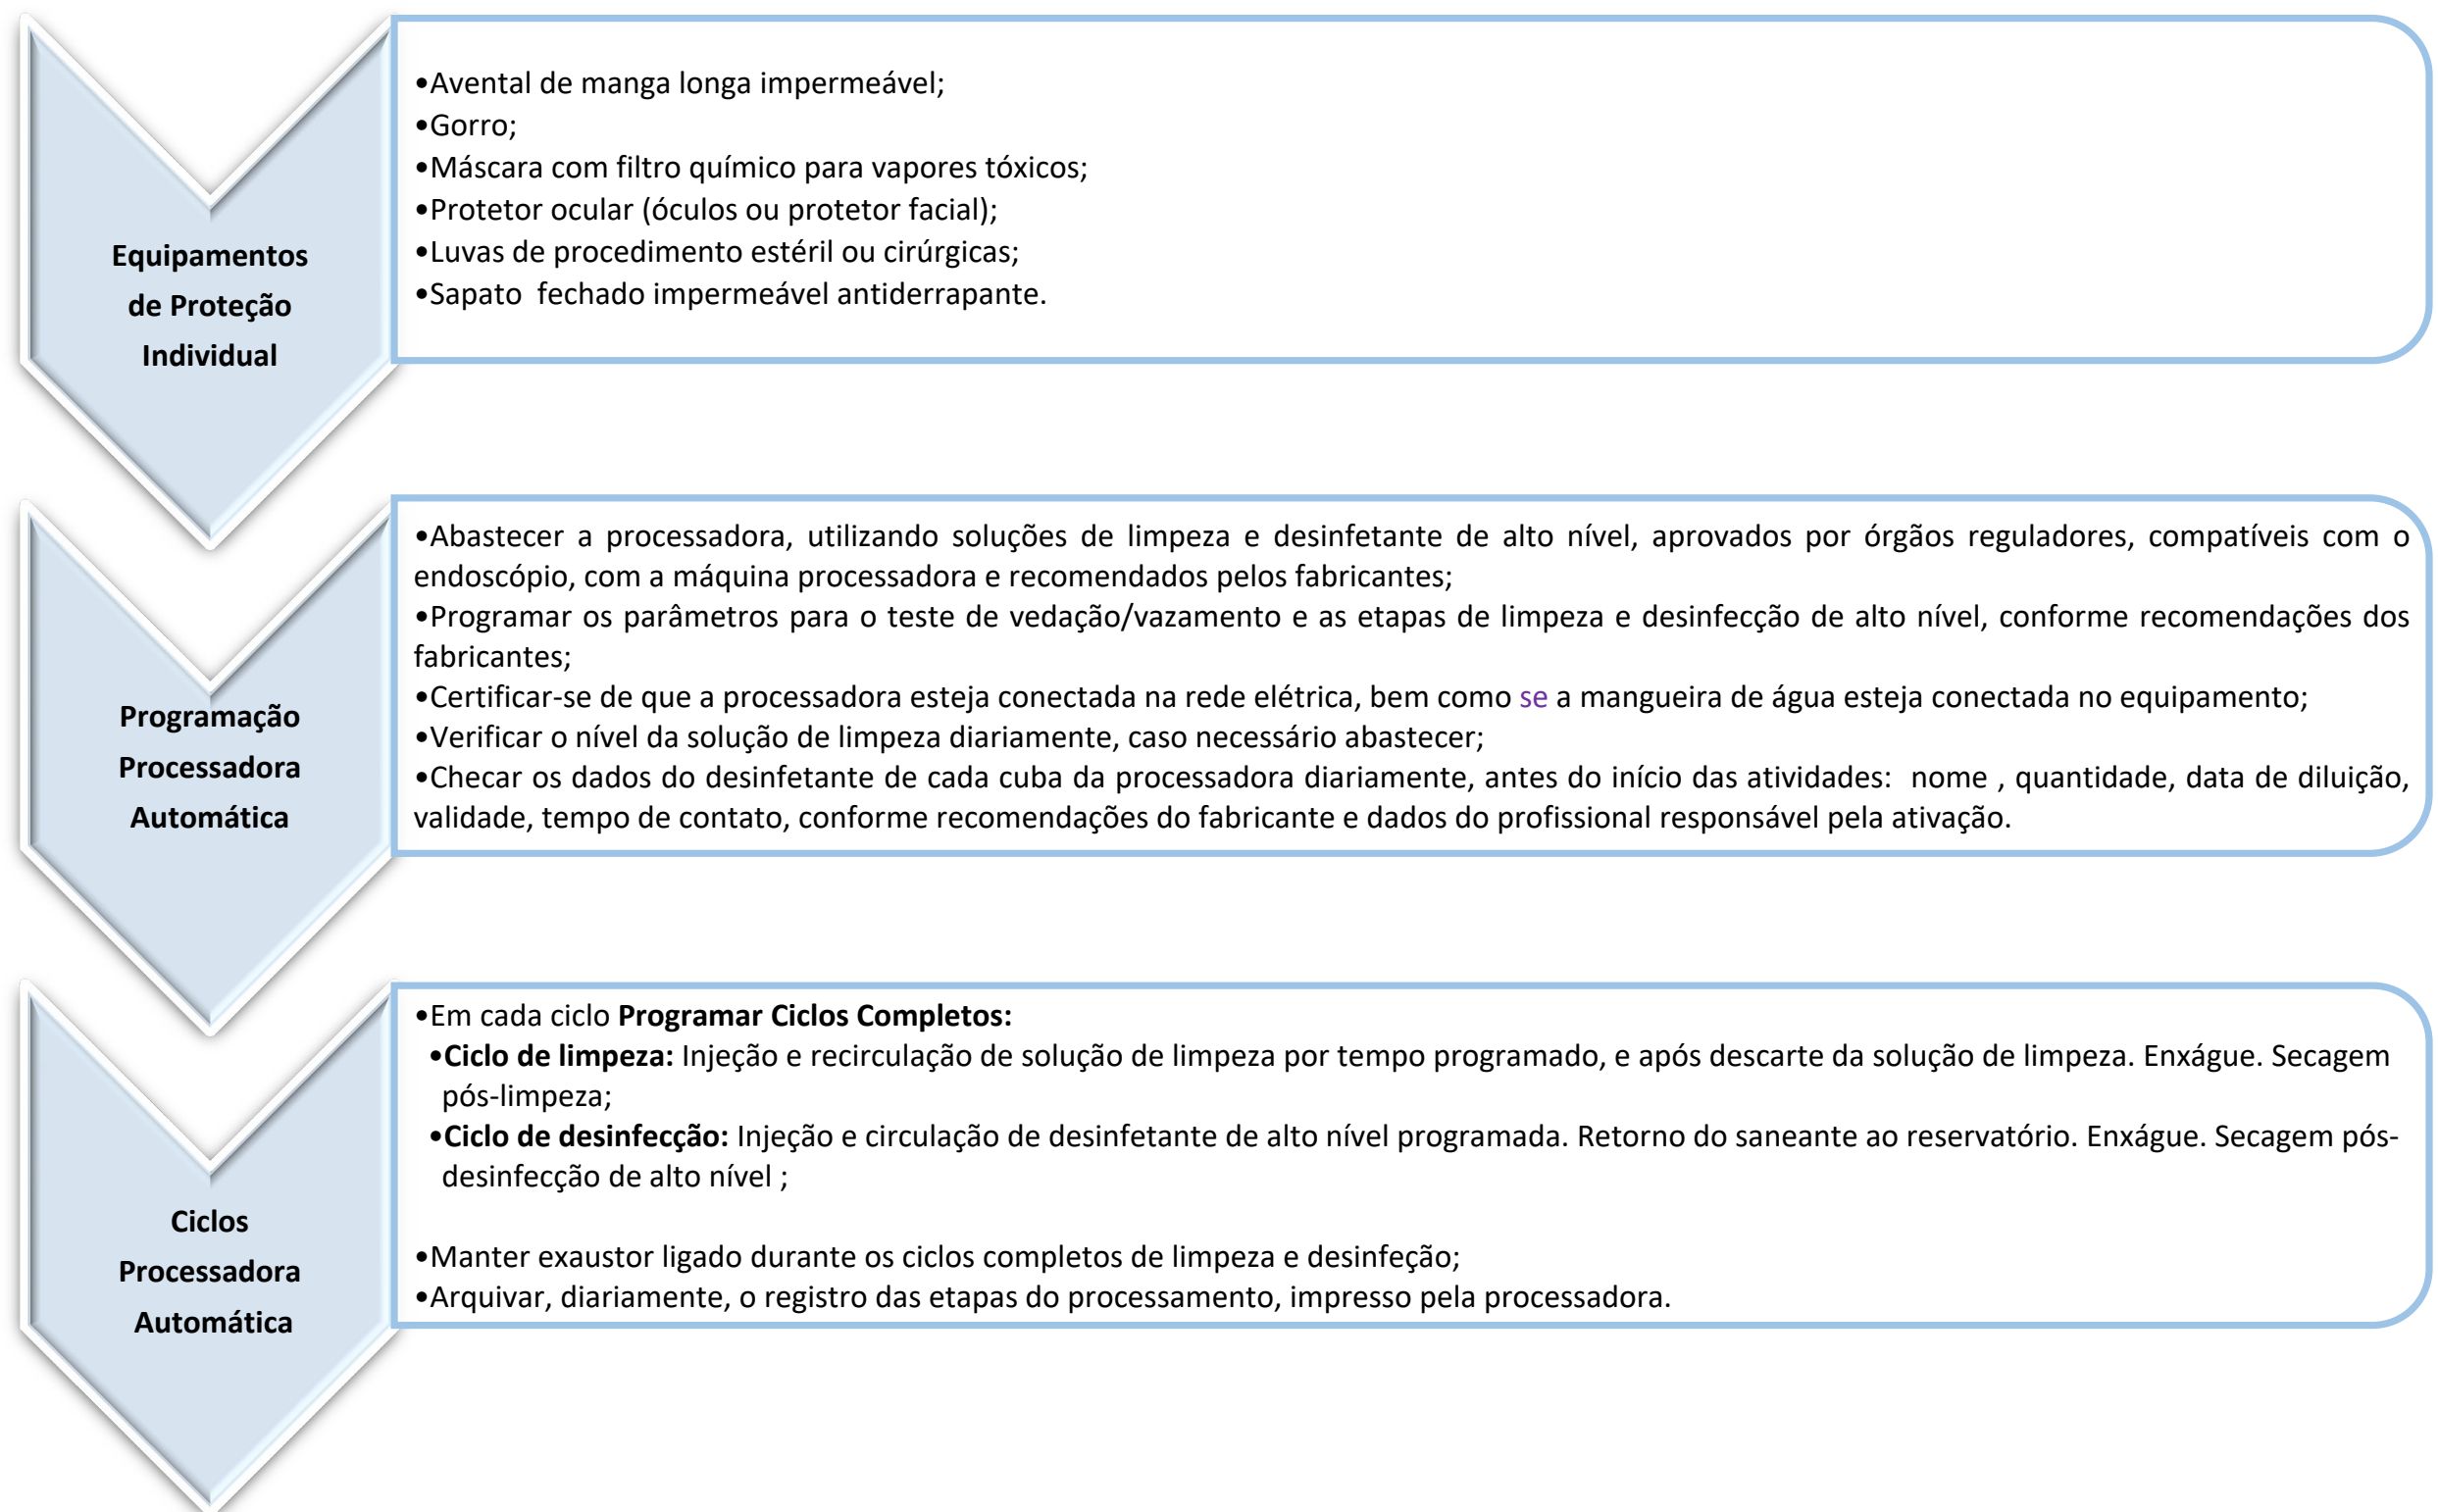 Equipamentos
de Proteção
Individual
•Avental de manga longa impermeável;
•Gorro;
•Máscara com filtro químico para vapores tóxicos;
•Protetor ocular (óculos ou protetor facial);
•Luvas de procedimento estéril ou cirúrgicas;
•Sapato  fechado impermeável antiderrapante.
Programação
Processadora
Automática
•Abastecer a processadora, utilizando soluções de limpeza e desinfetante de alto nível, aprovados por órgãos reguladores, compatíveis com o
endoscópio, com a máquina processadora e recomendados pelos fabricantes;
•Programar os parâmetros para o teste de vedação/vazamento e as etapas de limpeza e desinfecção de alto nível, conforme recomendações dos
fabricantes;
•Certificar-se de que a processadora esteja conectada na rede elétrica, bem como se a mangueira de água esteja conectada no equipamento;
•Verificar o nível da solução de limpeza diariamente, caso necessário abastecer;
•Checar os dados do desinfetante de cada cuba da processadora diariamente, antes do início das atividades:  nome , quantidade, data de diluição,
validade, tempo de contato, conforme recomendações do fabricante e dados do profissional responsável pela ativação.
Ciclos
Processadora
Automática
•Em cada ciclo Programar Ciclos Completos:
•Ciclo de limpeza: Injeção e recirculação de solução de limpeza por tempo programado, e após descarte da solução de limpeza. Enxágue. Secagem
pós-limpeza;
•Ciclo de desinfecção: Injeção e circulação de desinfetante de alto nível programada. Retorno do saneante ao reservatório. Enxágue. Secagem pós-
desinfecção de alto nível ;
•Manter exaustor ligado durante os ciclos completos de limpeza e desinfeção;
•Arquivar, diariamente, o registro das etapas do processamento, impresso pela processadora.